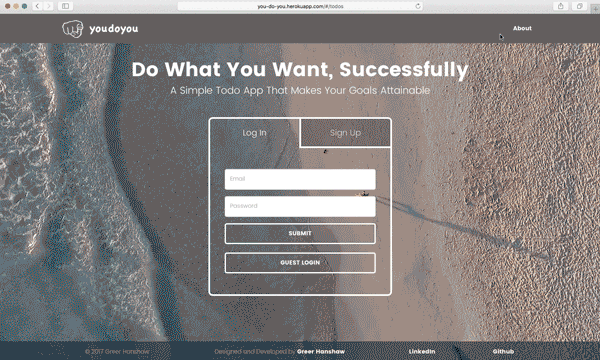 you-do-you.herokuapp.com/#/todos
youdoyou
About
Do What You Want, Successfully
A Simple Todo App That Makes Your Goals Attainable
Log In
Sign Up
Email
Password
SUBMIT
GUEST LOGIN
© 2017 Greer Hanshaw
Designed and Developed by Greer Hanshaw
LinkedIn
Github